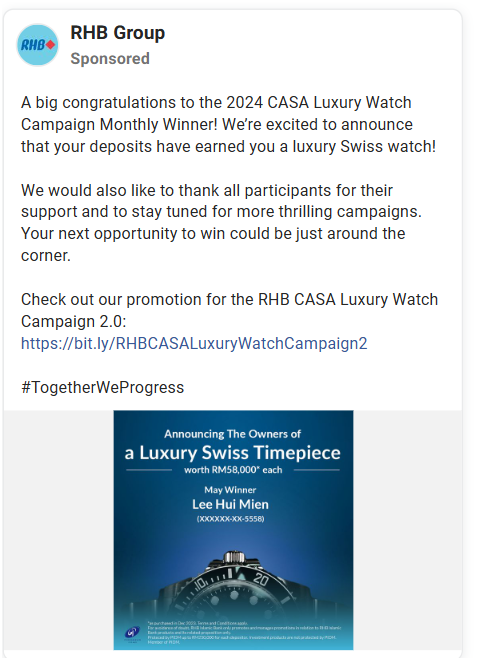 RHB
RHB Group
Sponsored
A big congratulations to the 2024 CASA Luxury Watch
Campaign Monthly Winner! We’re excited to announce
that your deposits have earned you a luxury Swiss watch!
We would also like to thank all participants for their
support and to stay tuned for more thrilling campaigns.
Your next opportunity to win could be just around the
corner.
Check out our promotion for the RHB CASA Luxury Watch
Campaign 2.0:
https://bit.ly/RHBCASALuxuryWatchCampaign2
#TogetherWeProgress
Announcing The Owners of
a Luxury Swiss Timepiece
worth RM58,000* each
May Winner
Lee Hui Mien
(XXXXXX-XX-5558)
10 20
Member of PIDM.